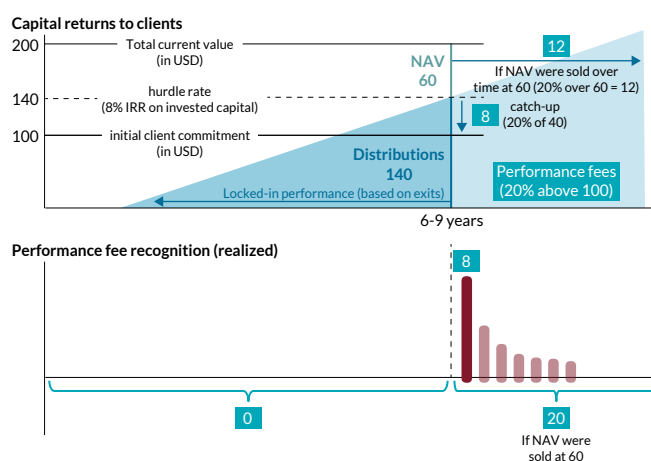 Capital returns to clients
200
Total current value
(in USD)
NAV
60
12
If NAV were sold over
time at 60 (20% over 60 = 12)
hurdle rate
(8% IRR on invested capital)
140
8
catch-up
(20% of 40)
100
initial client commitment
(in USD)
Distributions
140
Performance fees
(20% above 100)
Locked-in performance (based on exits)
6-9 years
Performance fee recognition (realized)
8
0
20
If NAV were
sold at 60